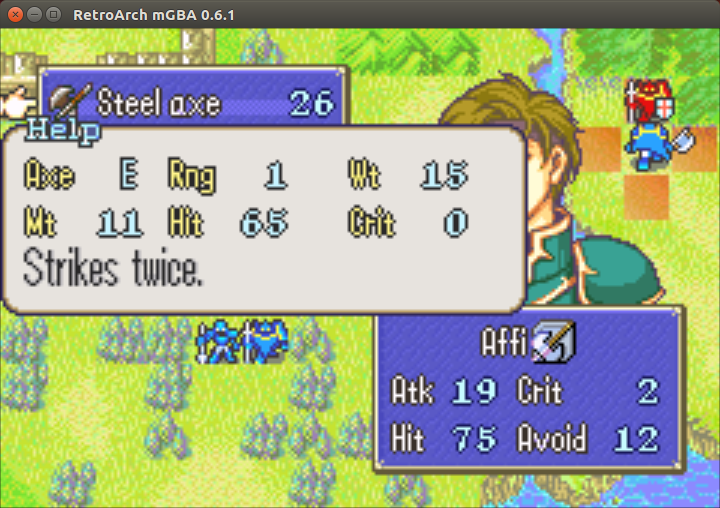 RetroArch mGBA 0.6.1
Steel axe 26
Help
Axe E Rng 1 Wt 15
Mt 11 Hit 65 Crit 0
Strikes twice.
Affi
Atk 19 Crit 2
Hit 75 Avoid 12